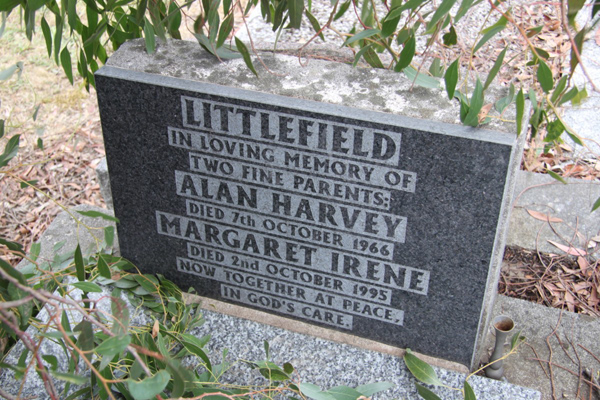 LITTLEFIELD
IN LOVING MEMORY OF
TWO FINE PARENTS:
ALAN HARVEY
DIED 7th OCTOBER 1966
MARGARET IRENE
DIED 2nd OCTOBER 1995
NOW TOGETHER AT PEACE,
IN GOD'S CARE.